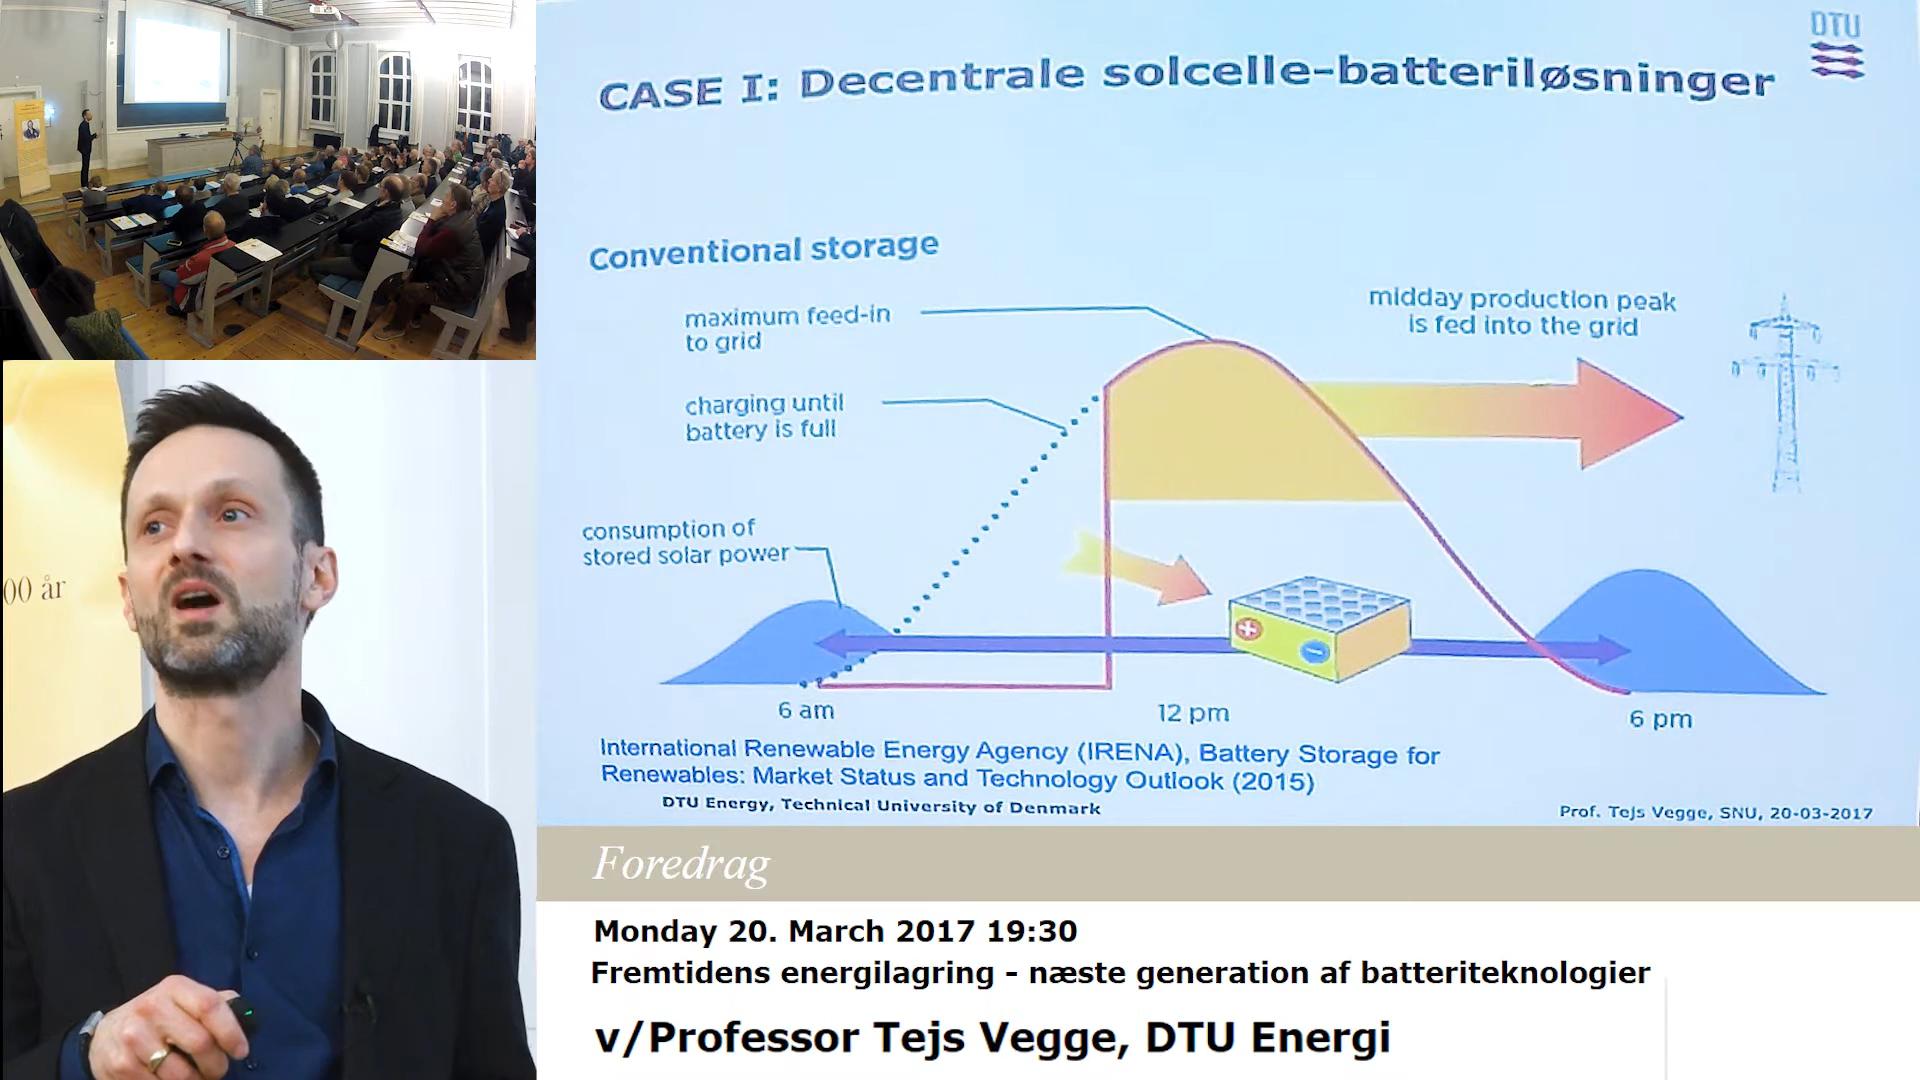 DTU
CASE I: Decentrale solcelle-batteriløsninger
Conventional storage
maximum feed-in
to grid
midday production peak
is fed into the grid
charging until
battery is full
consumption of
stored solar power
+
-
6 am
12 pm
6 pm
International Renewable Energy Agency (IRENA), Battery Storage for
Renewables: Market Status and Technology Outlook (2015)
DTU Energy, Technical University of Denmark
Prof. Tejs Vegge, SNU, 20-03-2017
00 år
Foredrag
Monday 20. March 2017 19:30
Fremtidens energilagring - næste generation af batteriteknologier
v/Professor Tejs Vegge, DTU Energi